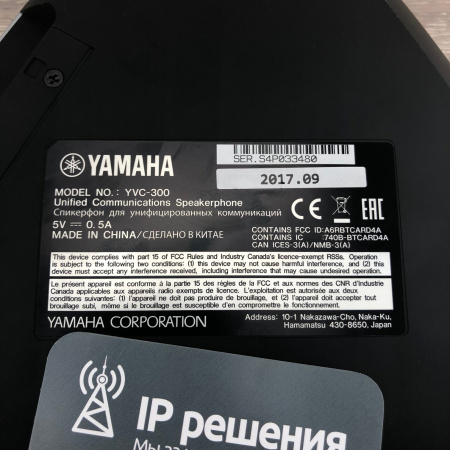 YAMAHA
SER.S4P033480
2017.09
MODEL NO.: YVC-300
Unified Communications Speakerphone
Спикерфон для унифицированных коммуникаций
5V 0.5A
MADE IN CHINA/СДЕЛАНО В КИТАЕ
CE EAC
CONTAINS FCC ID:A6RBTCARD4A
CONTAINS IC :740B-BTCARD4A
CAN ICES-3(A)/NMB-3(A)
This device complies with part 15 of FCC Rules and Industry Canada's licence-exempt RSSs. Operation
is subject to the following two conditions: (1) this device may not cause harmful interference, and (2) this
device must accept any interference received, including interference that may cause undesired operation.
Le présent appareil est conforme à la partie 15 des règles de la FCC et aux normes des CNR d'Industrie
Canada applicables aux appareils radio exempts de licence. L'exploitation est autorisée aux deux
conditions suivantes: (1) l'appareil ne doit pas produire de brouillage, et (2) l'appareil doit accepter tout
brouillage subi, même si le brouillage est susceptible d'en compromettre le fonctionnement.
YAMAHA CORPORATION
Address: 10-1 Nakazawa-Cho, Naka-Ku,
Hamamatsu 430-8650, Japan
IP решения